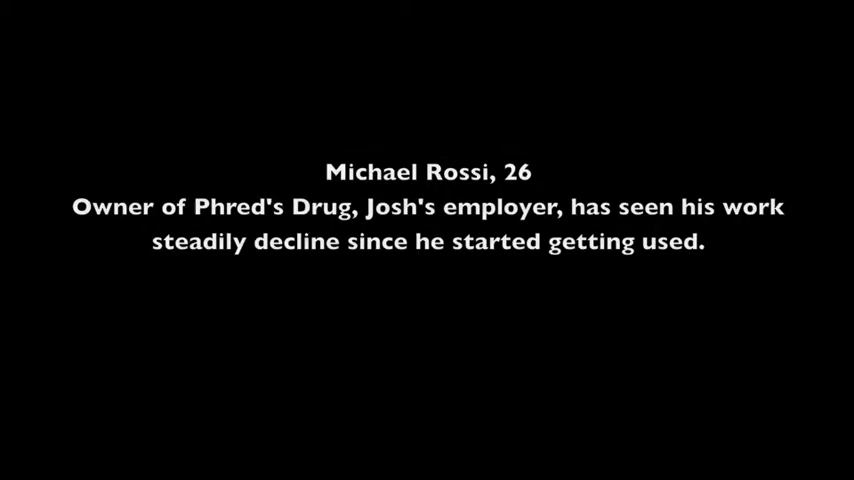 Michael Rossi, 26
Owner of Phred's Drug, Josh's employer, has seen his work
steadily decline since he started getting used.